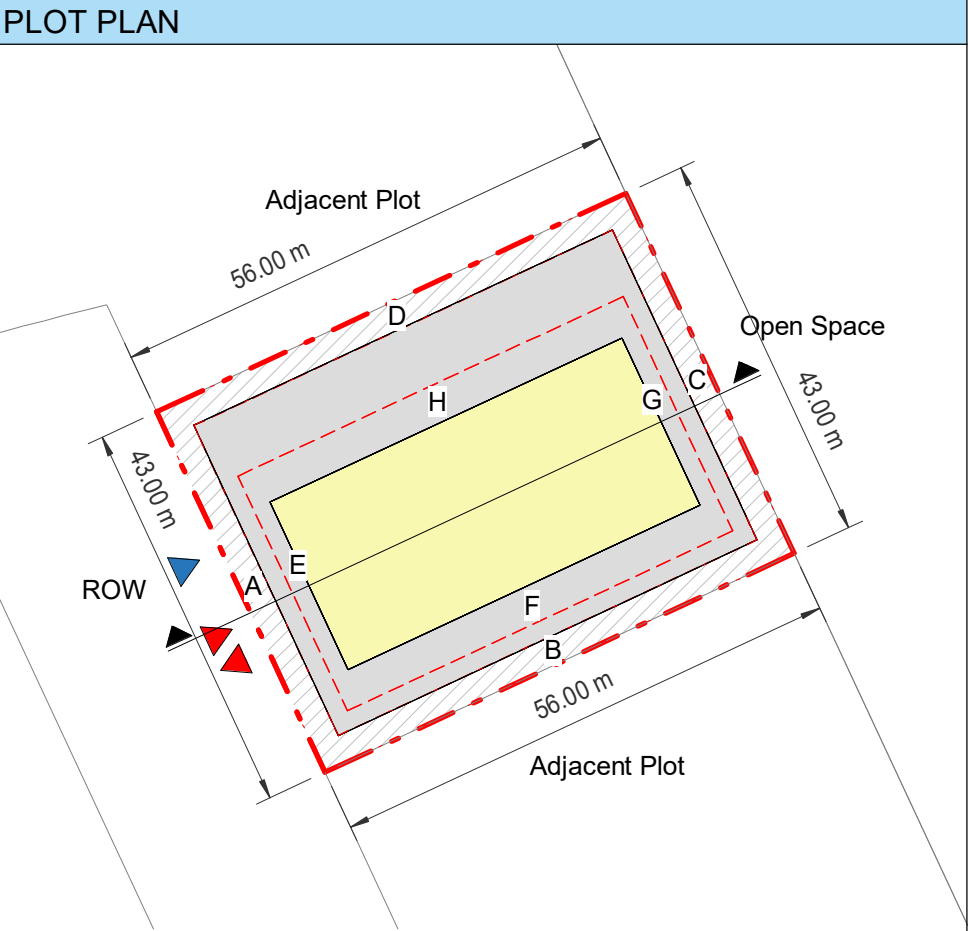 PLOT PLAN
Adjacent Plot
56.00 m
D
Open Space
H
C
G
43.00 m
43.00 m
E
A
ROW
F
B
56.00 m
Adjacent Plot